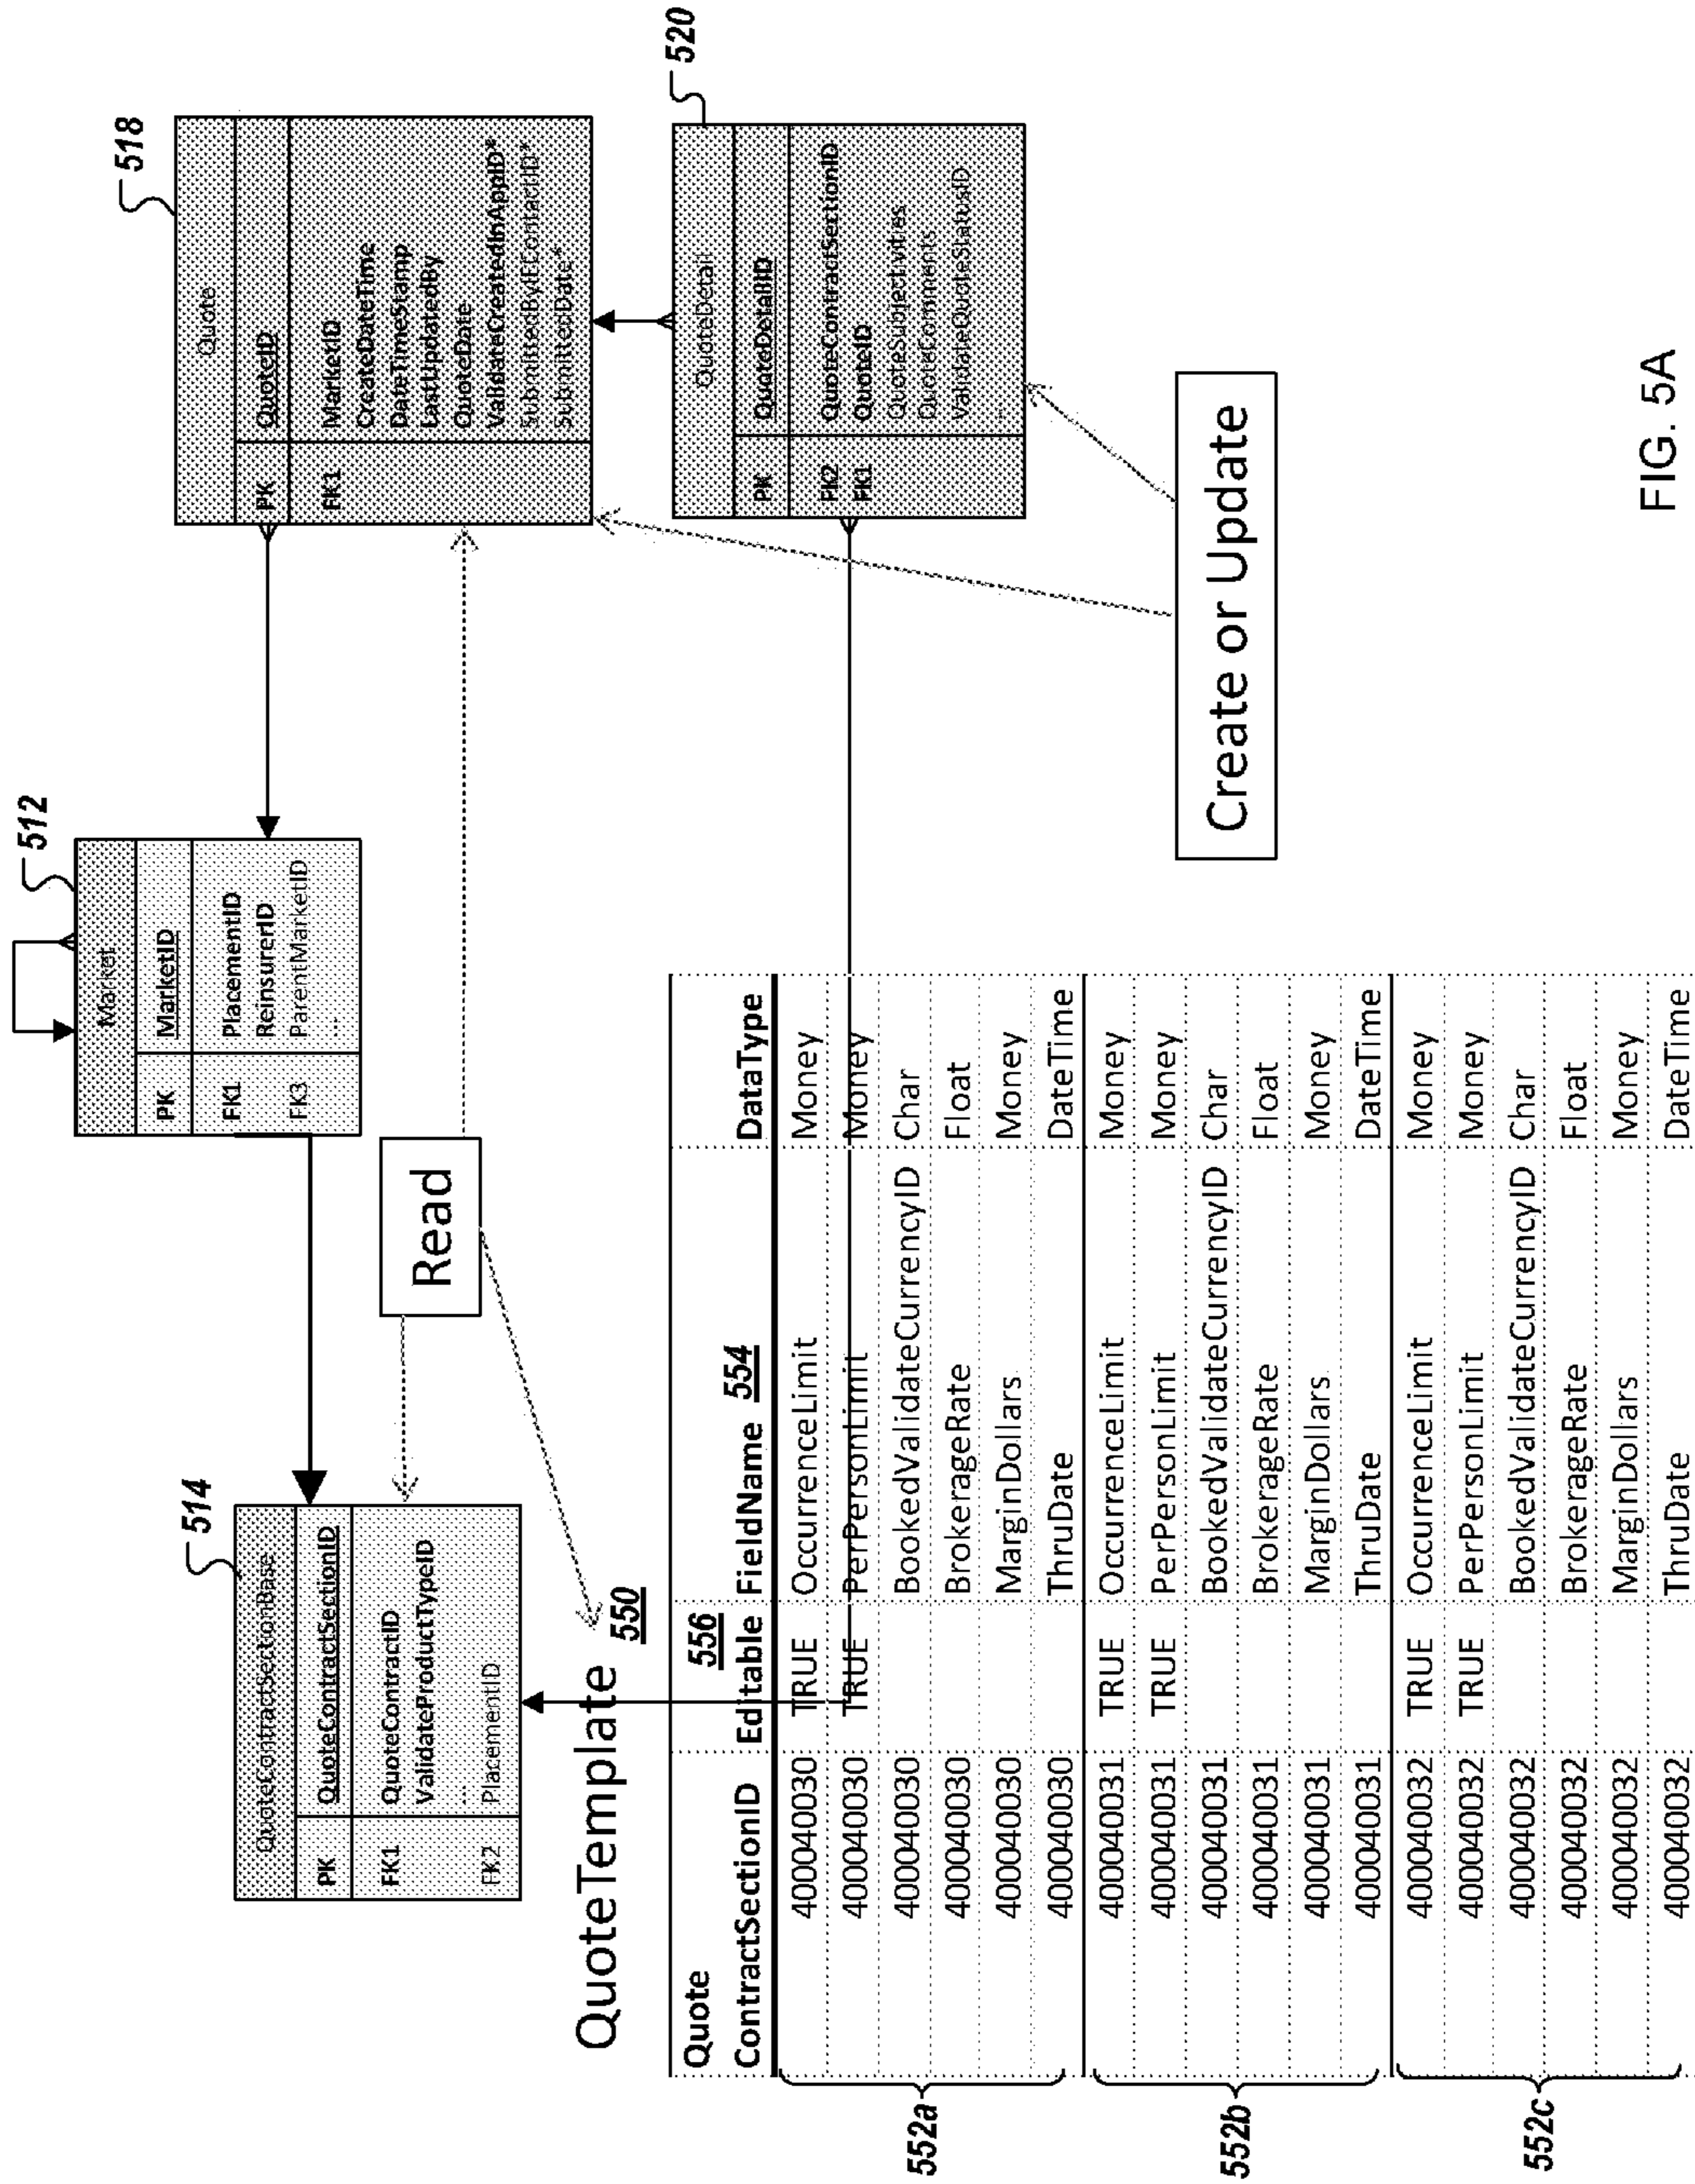 514
QuoteContractSectionBase
PK QuoteContractSectionID
FK1 QuoteContractID
ValidateProductTypeID
...
FK2 PlacementID
512
Market
PK MarketID
FK1 PlacementID
ReinsurerID
FK3 ParentMarketID
...
518
Quote
PK QuoteID
FK1 MarketID
CreateDateTime
DateTimeStamp
LastUpdatedBy
QuoteDate
ValidateCreatedInAppID*
SubmittedByIFContactID*
SubmittedDate*
520
QuoteDetail
PK QuoteDetailID
FK2 QuoteContractSectionID
FK1 QuoteID
QuoteSubjectivities
QuoteComments
ValidateQuoteStatusID
...
Read
Create or Update
QuoteTemplate 550
Quote 556
ContractSectionID Editable FieldName 554 DataType
552a
400040030 TRUE OccurrenceLimit Money
400040030 TRUE PerPersonLimit Money
400040030 BookedValidateCurrencyID Char
400040030 BrokerageRate Float
400040030 MarginDollars Money
400040030 ThruDate DateTime
552b
400040031 TRUE OccurrenceLimit Money
400040031 TRUE PerPersonLimit Money
400040031 BookedValidateCurrencyID Char
400040031 BrokerageRate Float
400040031 MarginDollars Money
400040031 ThruDate DateTime
552c
400040032 TRUE OccurrenceLimit Money
400040032 TRUE PerPersonLimit Money
400040032 BookedValidateCurrencyID Char
400040032 BrokerageRate Float
400040032 MarginDollars Money
400040032 ThruDate DateTime
FIG. 5A